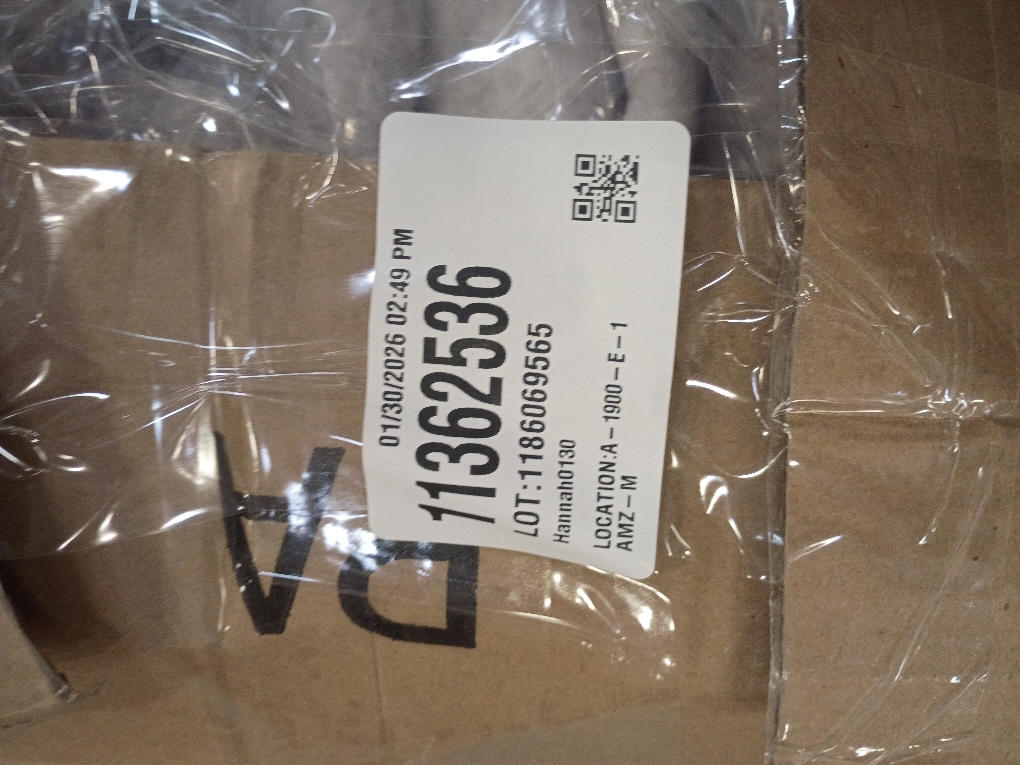 01/30/2026 02:49 PM
11362536
LOT:1186069565
Hannah0130
LOCATION:A-1900-E-1
AMZ-M
A